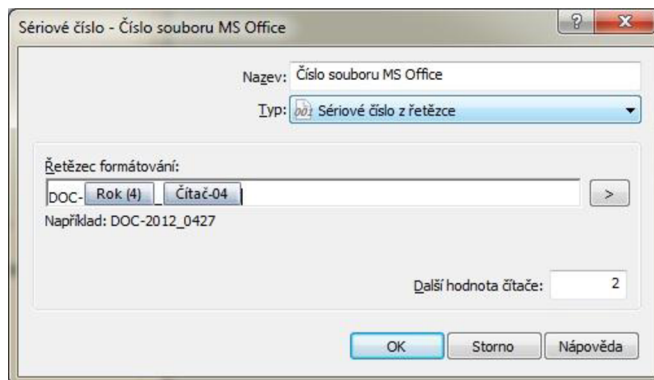 Sériové číslo - Číslo souboru MS Office
?
X
Nazev: Číslo souboru MS Office
Typ: 001 Sériové číslo z řetězce
Řetězec formátování:
DOC- Rok (4) _ Čítač-04
>
Například: DOC-2012_0427
Další hodnota čítače: 2
OK Storno Nápověda